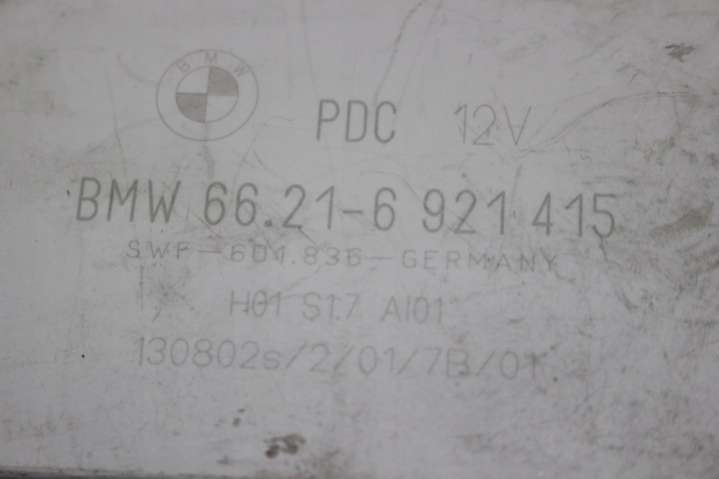 BMW
PDC 12V
BMW 66.21-6 921 415
SWF-601.836-GERMANY
H01 S1.7 AI01
130802s/2/01/7B/01